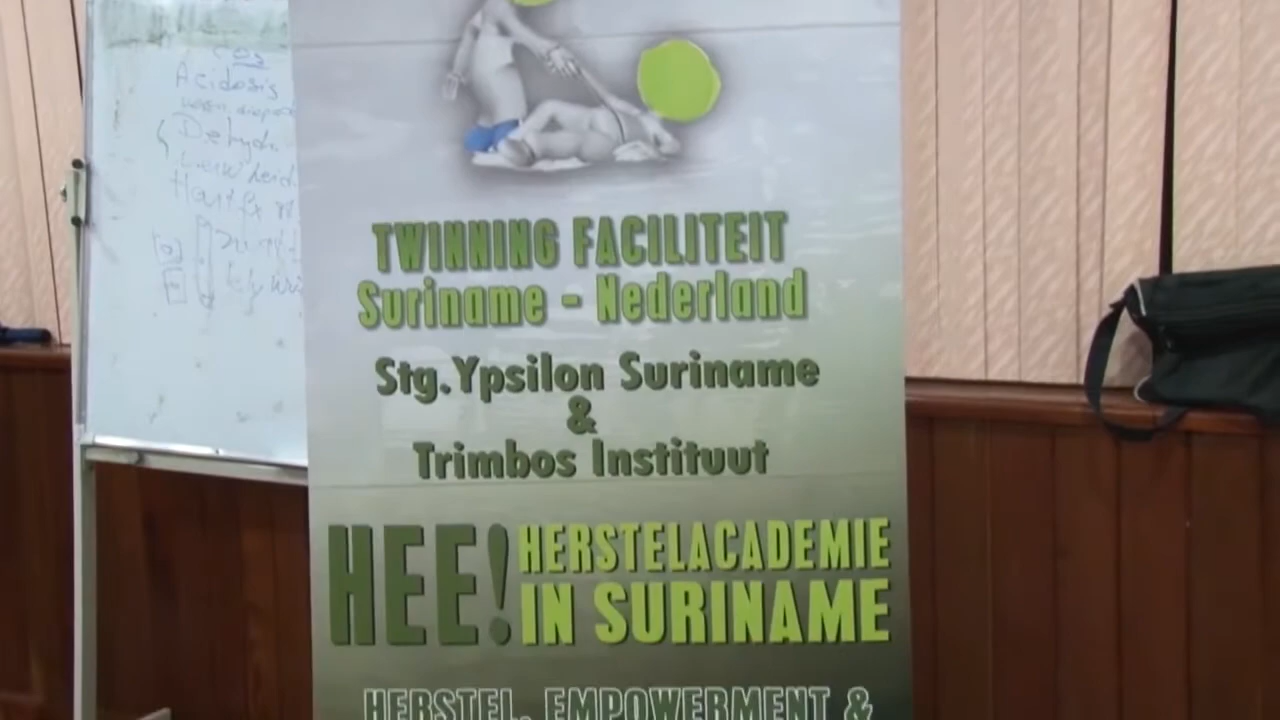 TWINNING FACILITEIT
Suriname - Nederland
Stg. Ypsilon Suriname
&
Trimbos Instituut
HEE! HERSTELACADEMIE
IN SURINAME
HERSTEL, EMPOWERMENT &
Acidosis